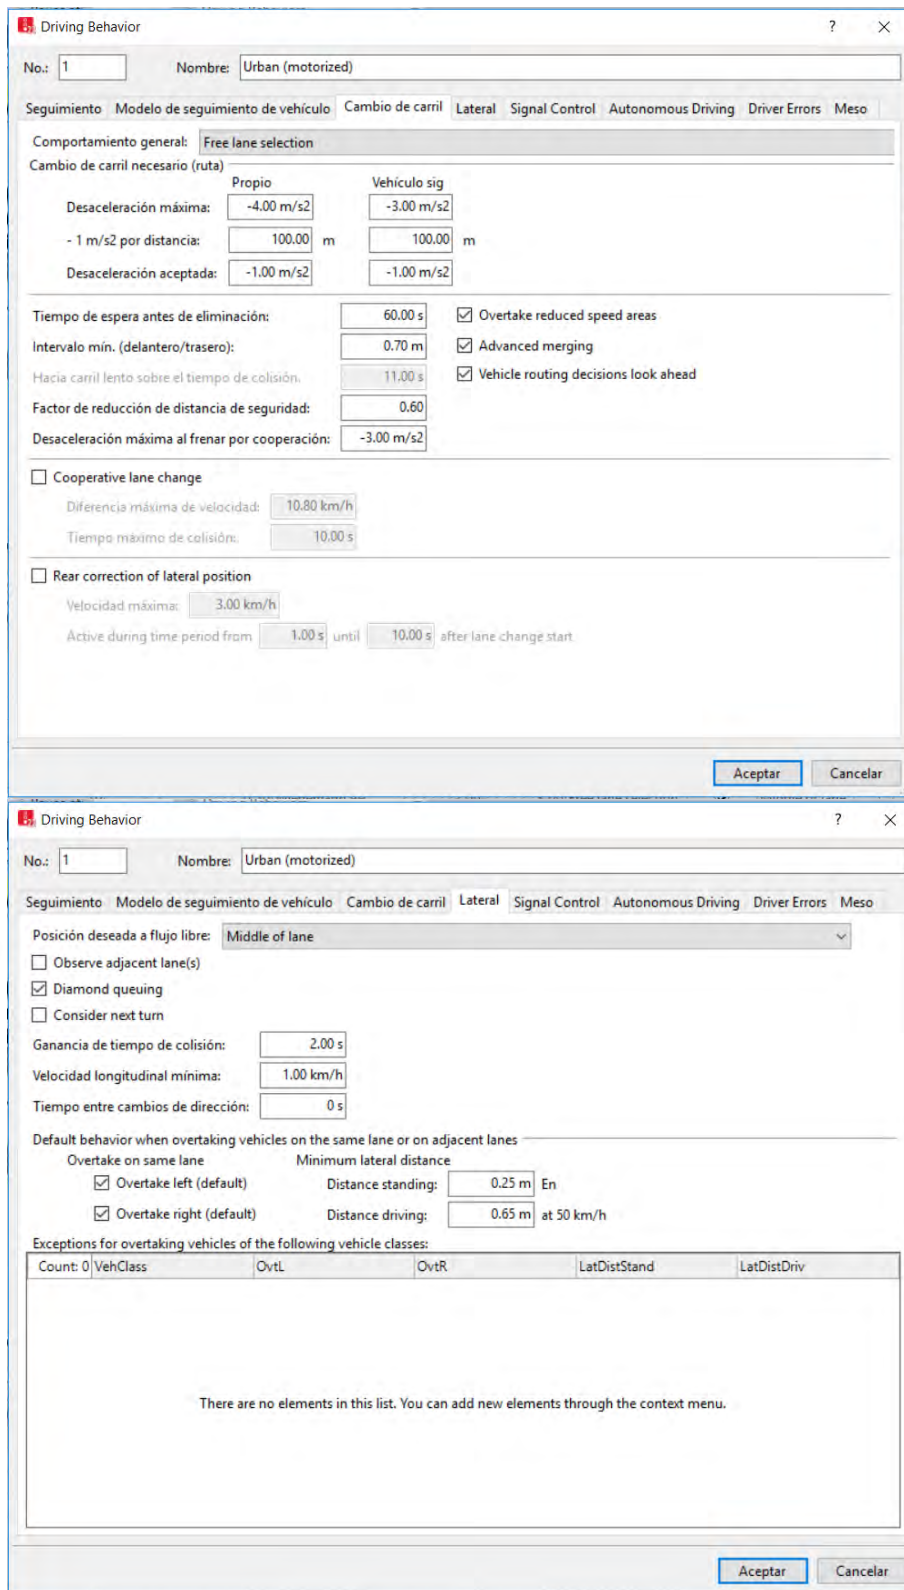 Driving Behavior ? ×
No.: 1 Nombre: Urban (motorized)
Seguimiento Modelo de seguimiento de vehículo Cambio de carril Lateral Signal Control Autonomous Driving Driver Errors Meso
Comportamiento general: Free lane selection
Cambio de carril necesario (ruta)
Propio Vehículo sig
Desaceleración máxima: -4.00 m/s2 -3.00 m/s2
- 1 m/s2 por distancia: 100.00 m 100.00 m
Desaceleración aceptada: -1.00 m/s2 -1.00 m/s2
Tiempo de espera antes de eliminación: 60.00 s Overtake reduced speed areas
Intervalo mín. (delantero/trasero): 0.70 m Advanced merging
Hacia carril lento sobre el tiempo de colisión. 11.00 s Vehicle routing decisions look ahead
Factor de reducción de distancia de seguridad: 0.60
Desaceleración máxima al frenar por cooperación: -3.00 m/s2
Cooperative lane change
Diferencia máxima de velocidad: 10.80 km/h
Tiempo máximo de colisión: 10.00 s
Rear correction of lateral position
Velocidad máxima: 3.00 km/h
Active during time period from 1.00 s until 10.00 s after lane change start
Aceptar Cancelar
Driving Behavior ? ×
No.: 1 Nombre: Urban (motorized)
Seguimiento Modelo de seguimiento de vehículo Cambio de carril Lateral Signal Control Autonomous Driving Driver Errors Meso
Posición deseada a flujo libre: Middle of lane
Observe adjacent lane(s)
Diamond queuing
Consider next turn
Ganancia de tiempo de colisión: 2.00 s
Velocidad longitudinal mínima: 1.00 km/h
Tiempo entre cambios de dirección: 0 s
Default behavior when overtaking vehicles on the same lane or on adjacent lanes
Overtake on same lane Minimum lateral distance
Overtake left (default) Distance standing: 0.25 m En
Overtake right (default) Distance driving: 0.65 m at 50 km/h
Exceptions for overtaking vehicles of the following vehicle classes:
Count: 0 VehClass OvtL OvtR LatDistStand LatDistDriv
There are no elements in this list. You can add new elements through the context menu.
Aceptar Cancelar